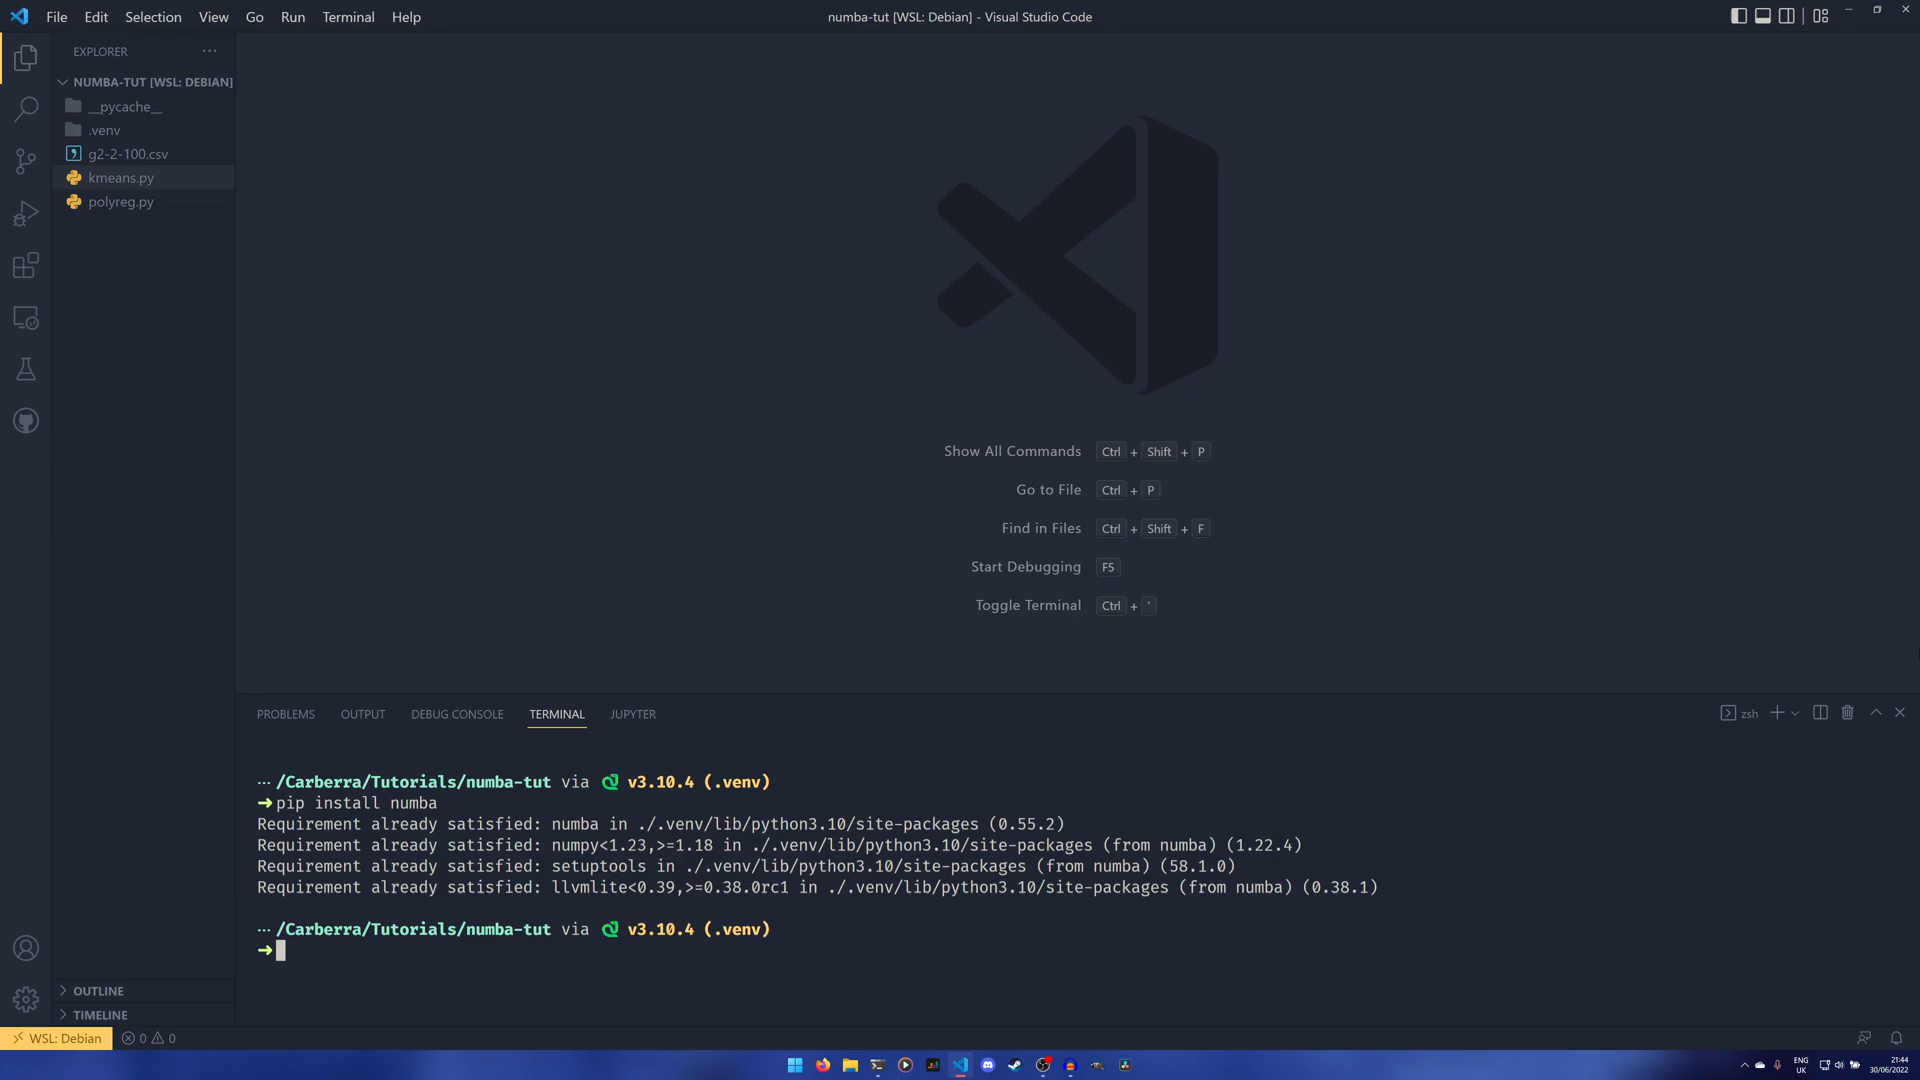 File Edit Selection View Go Run Terminal Help
numba-tut [WSL: Debian] - Visual Studio Code
EXPLORER
NUMBA-TUT [WSL: DEBIAN]
__pycache__
.venv
g2-2-100.csv
kmeans.py
polyreg.py
Show All Commands Ctrl + Shift + P
Go to File Ctrl + P
Find in Files Ctrl + Shift + F
Start Debugging F5
Toggle Terminal Ctrl + '
PROBLEMS OUTPUT DEBUG CONSOLE TERMINAL JUPYTER
zsh
··· /Carberra/Tutorials/numba-tut via v3.10.4 (.venv)
➜ pip install numba
Requirement already satisfied: numba in ./.venv/lib/python3.10/site-packages (0.55.2)
Requirement already satisfied: numpy<1.23,>=1.18 in ./.venv/lib/python3.10/site-packages (from numba) (1.22.4)
Requirement already satisfied: setuptools in ./.venv/lib/python3.10/site-packages (from numba) (58.1.0)
Requirement already satisfied: llvmlite<0.39,>=0.38.0rc1 in ./.venv/lib/python3.10/site-packages (from numba) (0.38.1)
··· /Carberra/Tutorials/numba-tut via v3.10.4 (.venv)
➜
OUTLINE
TIMELINE
WSL: Debian 0 0
ENG
UK
21:44
30/06/2022